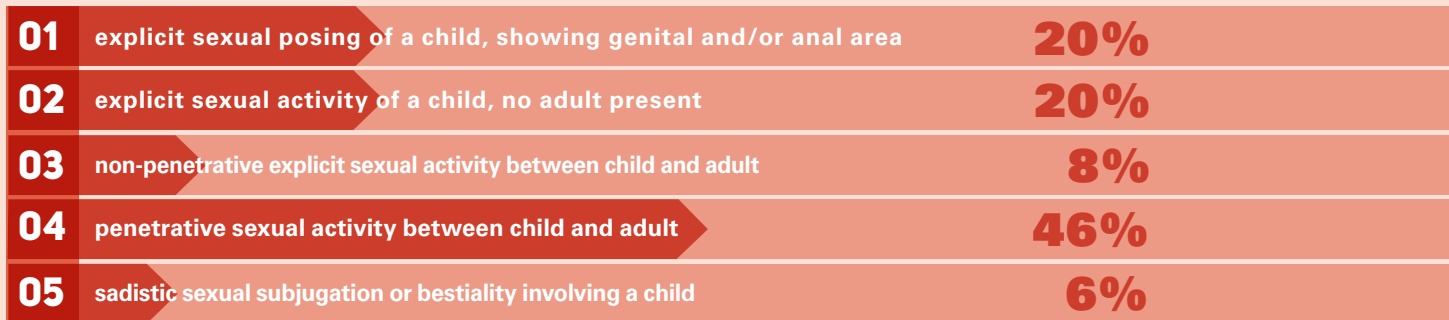 01 explicit sexual posing of a child, showing genital and/or anal area 20%
02 explicit sexual activity of a child, no adult present 20%
03 non-penetrative explicit sexual activity between child and adult 8%
04 penetrative sexual activity between child and adult 46%
05 sadistic sexual subjugation or bestiality involving a child 6%